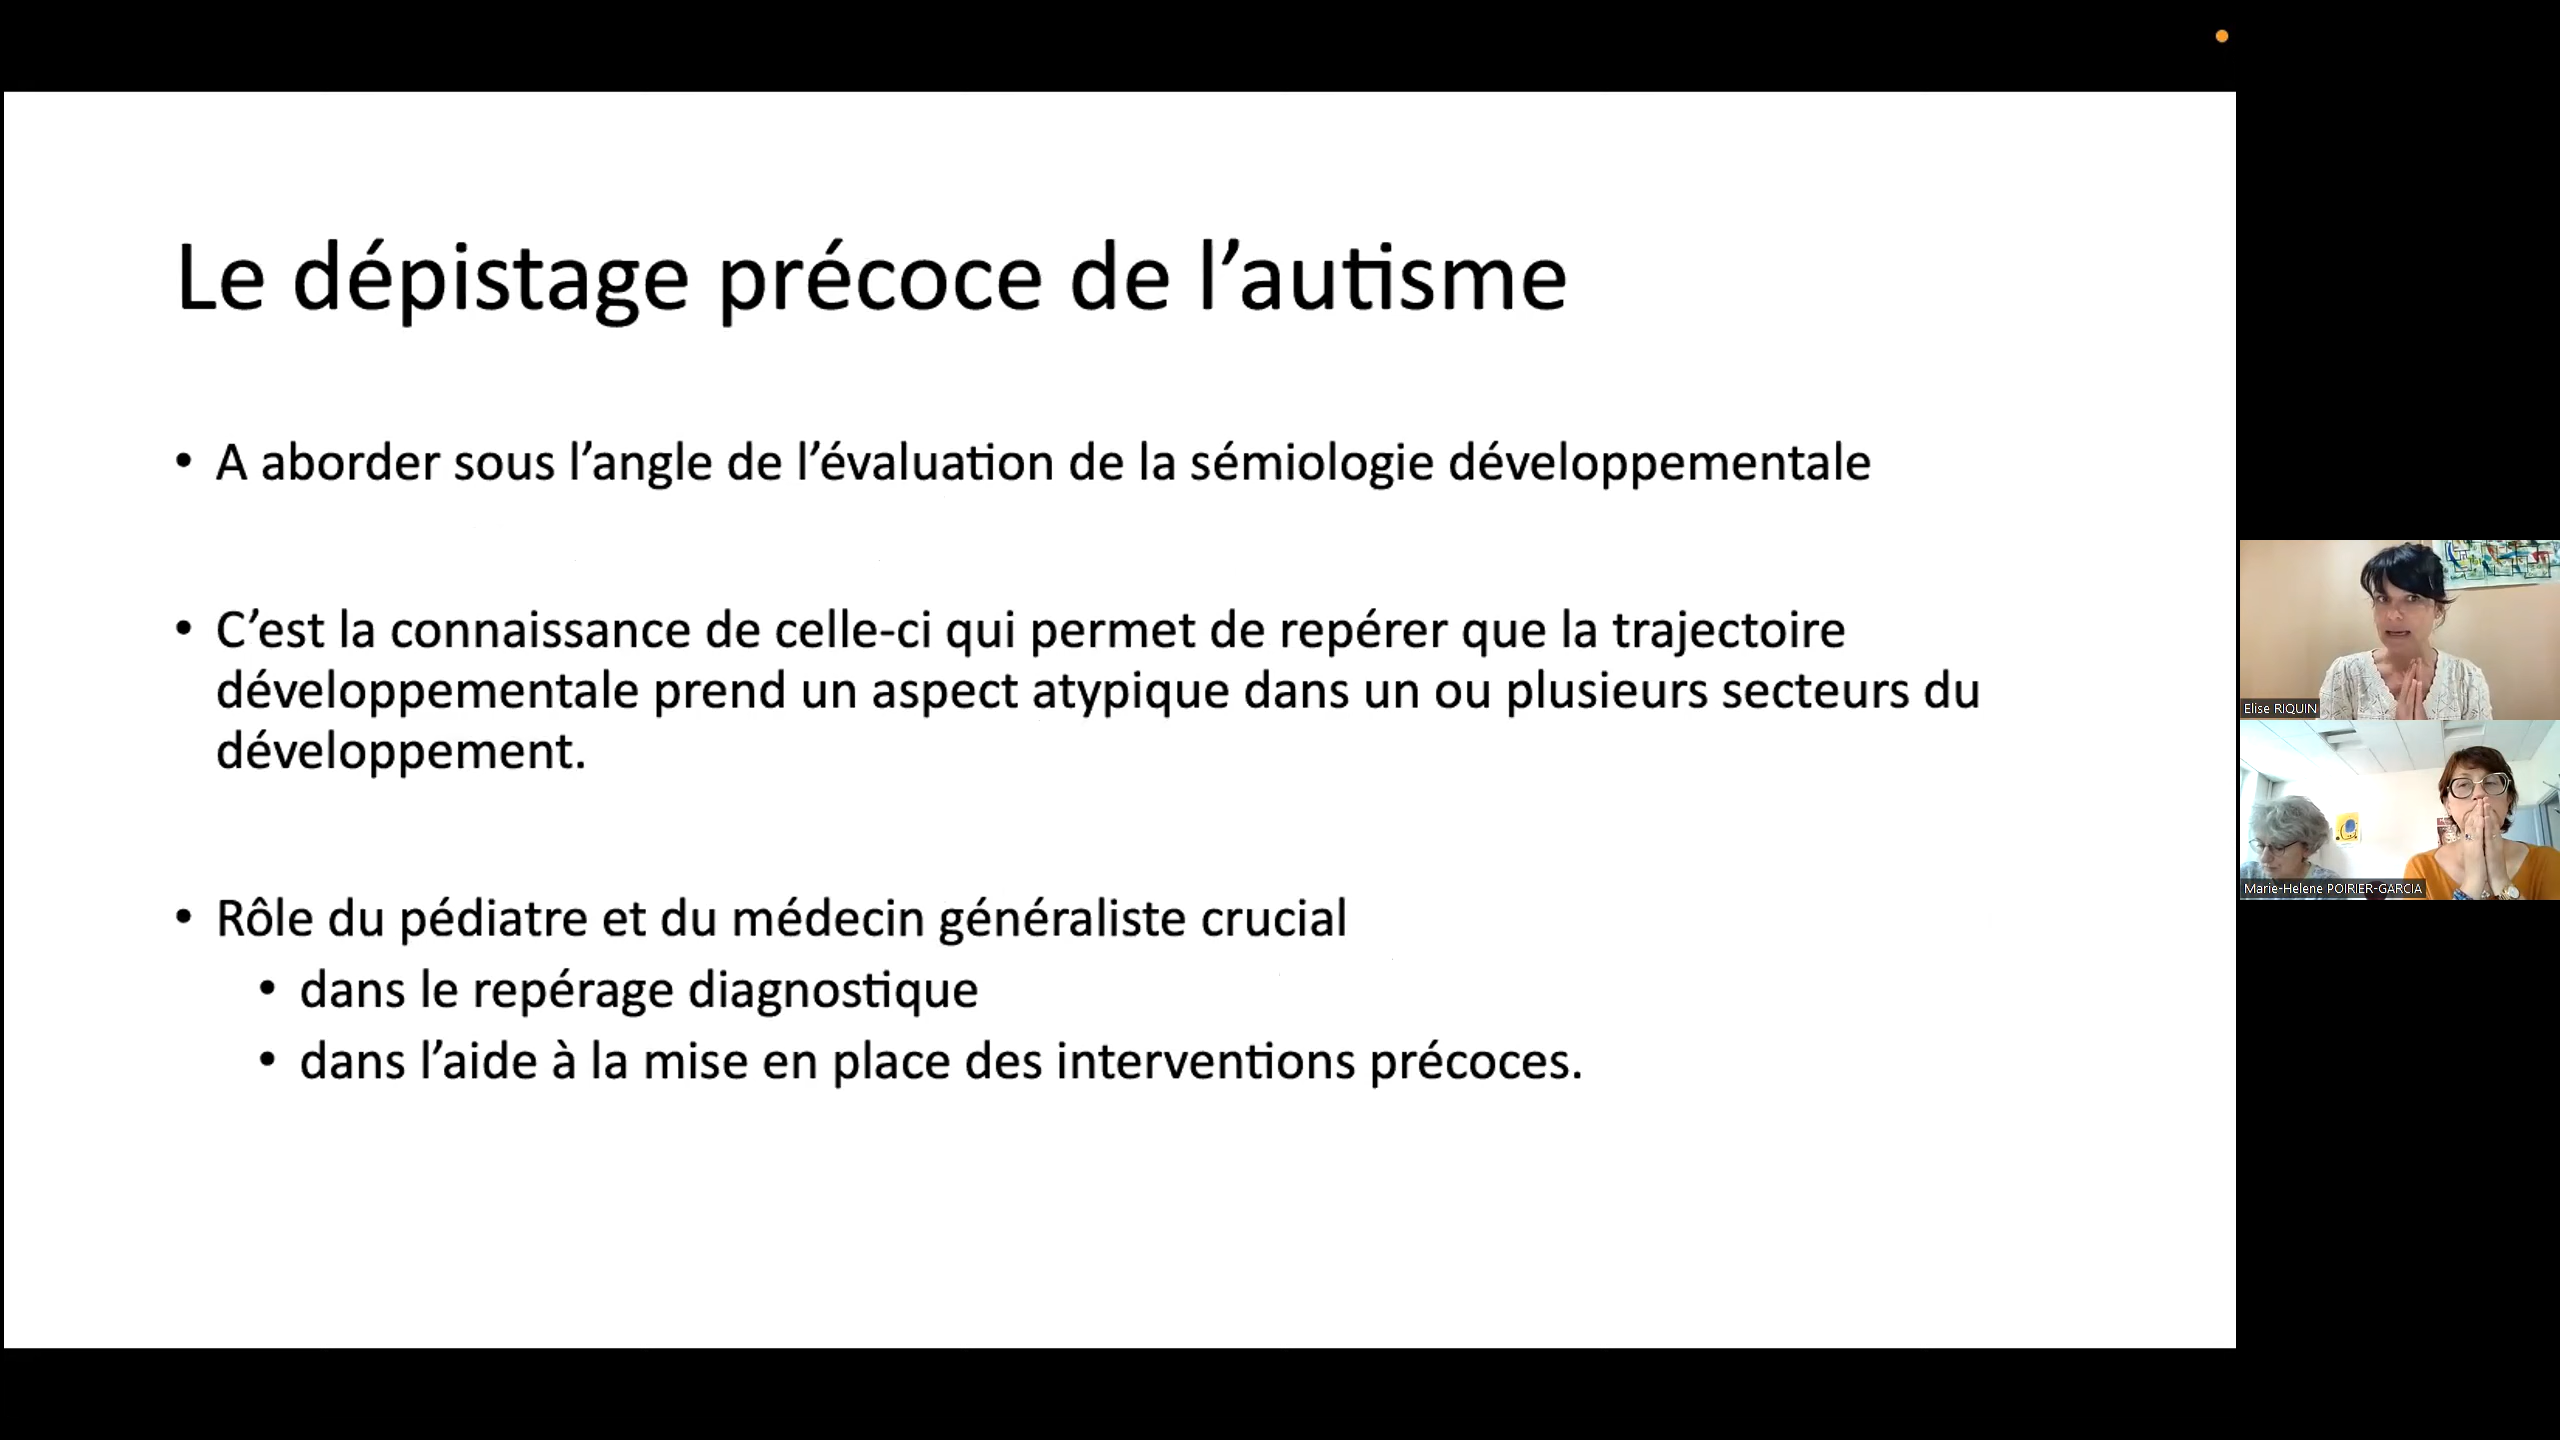 Le dépistage précoce de l’autisme
• A aborder sous l’angle de l’évaluation de la sémiologie développementale
• C’est la connaissance de celle-ci qui permet de repérer que la trajectoire
développementale prend un aspect atypique dans un ou plusieurs secteurs du
développement.
• Rôle du pédiatre et du médecin généraliste crucial
• dans le repérage diagnostique
• dans l’aide à la mise en place des interventions précoces.
Elise RIQUIN
Marie-Helene POIRIER-GARCIA